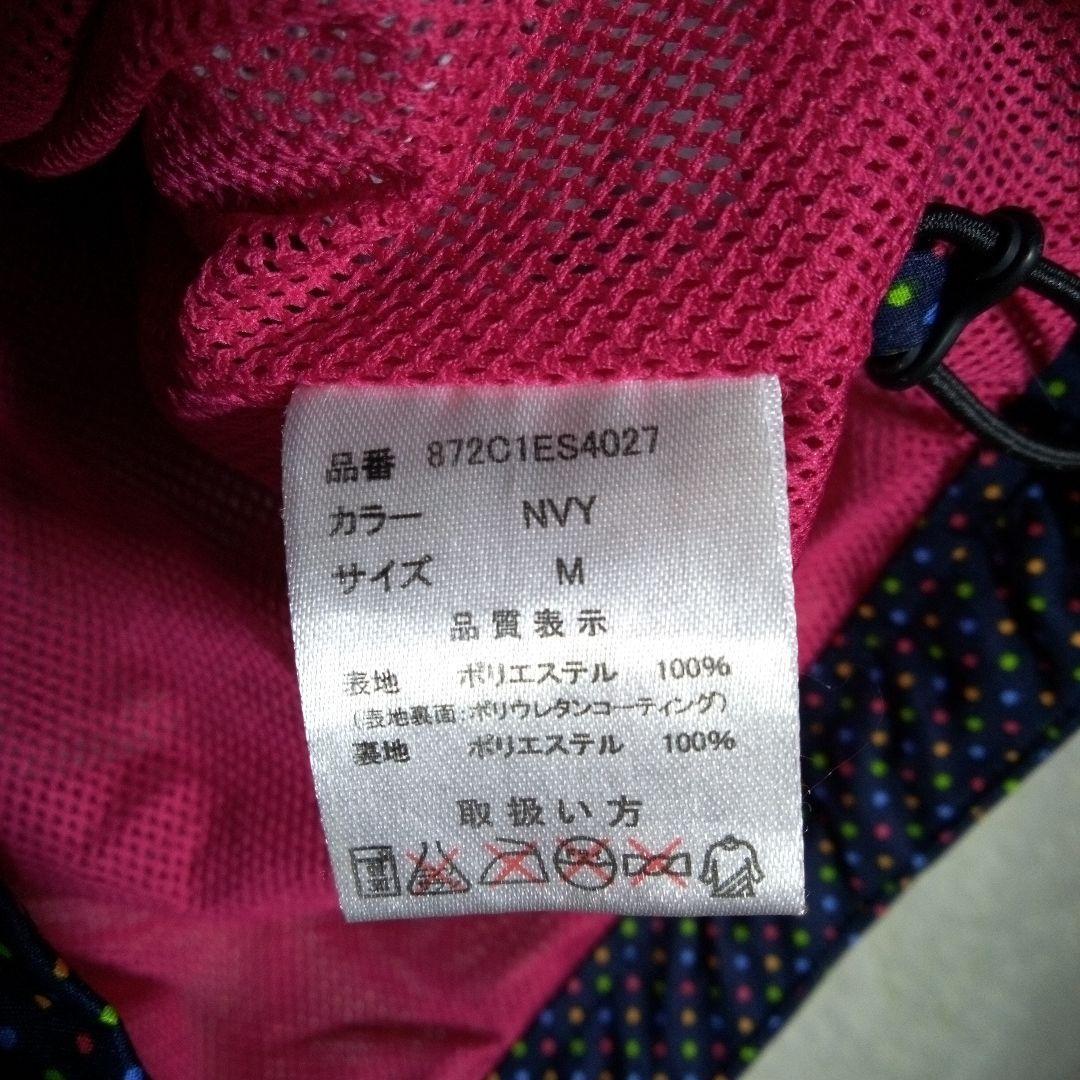 品番 872C1ES4027
カラー NVY
サイズ M
品質表示
表地 ポリエステル 100%
(表地裏面:ポリウレタンコーティング)
裏地 ポリエステル 100%
取扱い方